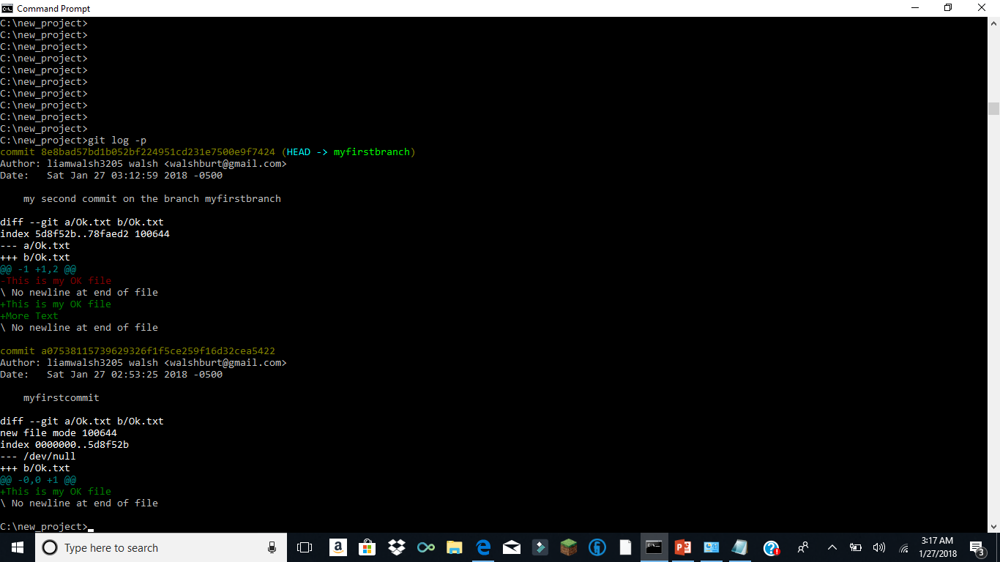 Command Prompt
C:\new_project>
C:\new_project>
C:\new_project>
C:\new_project>
C:\new_project>
C:\new_project>
C:\new_project>
C:\new_project>
C:\new_project>
C:\new_project>
C:\new_project>git log -p
commit 8e8bad57bd1b052bf224951cd231e7500e9f7424 (HEAD -> myfirstbranch)
Author: liamwalsh3205 walsh <walshburt@gmail.com>
Date:   Sat Jan 27 03:12:59 2018 -0500
    my second commit on the branch myfirstbranch
diff --git a/Ok.txt b/Ok.txt
index 5d8f52b..78faed2 100644
--- a/Ok.txt
+++ b/Ok.txt
@@ -1 +1,2 @@
-This is my OK file
\ No newline at end of file
+This is my OK file
+More Text
\ No newline at end of file
commit a07538115739629326f1f5ce259f16d32cea5422
Author: liamwalsh3205 walsh <walshburt@gmail.com>
Date:   Sat Jan 27 02:53:25 2018 -0500
    myfirstcommit
diff --git a/Ok.txt b/Ok.txt
new file mode 100644
index 0000000..5d8f52b
--- /dev/null
+++ b/Ok.txt
@@ -0,0 +1 @@
+This is my OK file
\ No newline at end of file
C:\new_project>
Type here to search
3:17 AM
1/27/2018
3